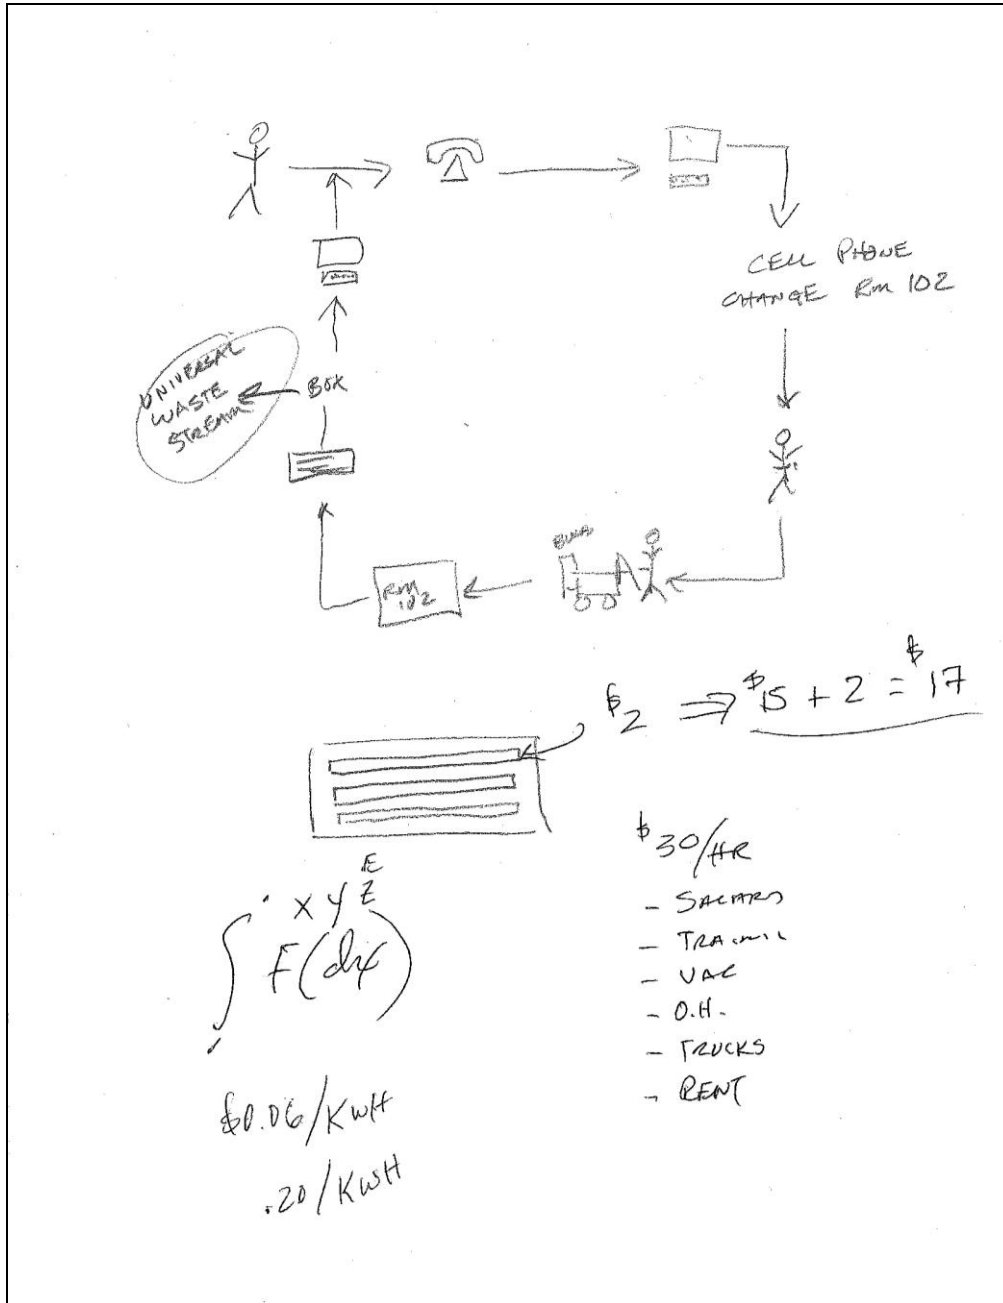 CELL PHONE
CHANGE Rm 102
UNIVERSAL
WASTE
STREAM
BOX
RM
102
$2 ⇒ $15 + 2 = $17
$30/HR
- TRAINING
- VAC
- O.H.
- TRUCKS
- RENT
x y z
F(dx)
$0.06/KWH
.20/KWH